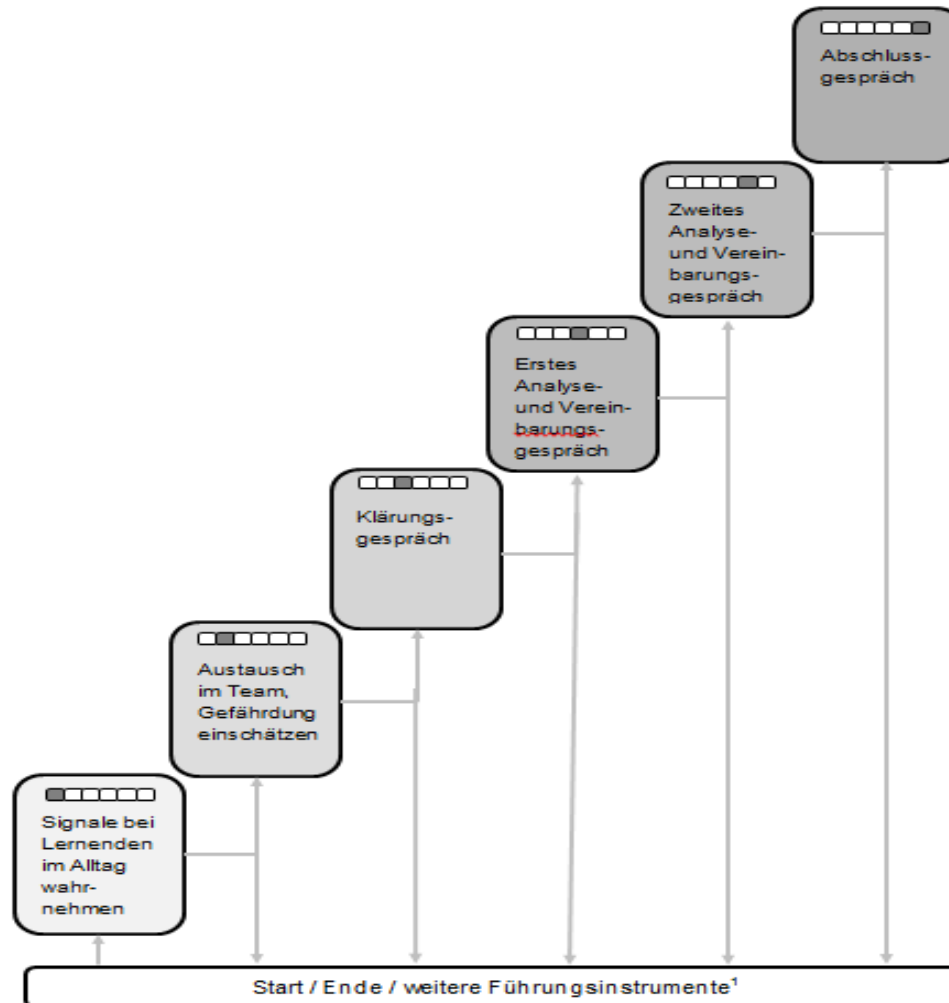 Abschluss-
gespräch
Zweites
Analyse-
und Verein-
barungs-
gespräch
Erstes
Analyse-
und Verein-
barungs-
gespräch
Klärungs-
gespräch
Austausch
im Team,
Gefährdung
einschätzen
Signale bei
Lernenden
im Alltag
wahr-
nehmen
Start / Ende / weitere Führungsinstrumente¹